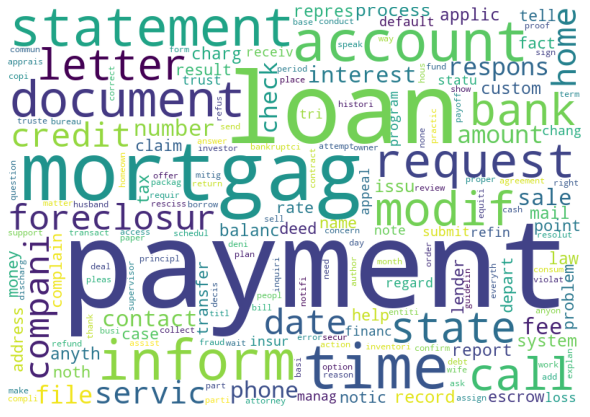 statement
account
repres
process
default
applic
tell
proof
base
conduct
form
commun
apprais
copi
letter
charg
receiv
speak
way
fund
sign
fact
home
correct
result
trust
check
interest
period
place
statu
hous
respons
custom
document
loan
bank
credit
number
refus
tri
histori
program
payoff
show
term
chang
truste
bureau
send
answer
bankruptci
attempt
owner
none
practic
amount
claim
investor
contract
mortgag
request
question
homeown
mitig
return
offer
packag
requir
tax
resciss
borrow
appeal
issu
review
agreement
right
proper
equiti
modif
sale
matter
husband
foreclosur
rate
deed
sell
name
concern
note
submit
refin
cash
mail
point
resolut
support
transact
access
paper
schedul
balanc
deni
plan
inquiri
day
month
order
author
consum
law
money
discharg
compani
complain
deal
pleas
principl
supervisor
decis
transfer
payment
need
notifi
peopl
titl
bill
regard
lender
guidelin
depart
everyth
violat
problem
anyon
address
inform
contact
date
state
fee
system
refund
thank
busi
collect
entiti
help
financ
case
fraud
wait
insur
error
secur
report
anyth
noth
assist
basi
action
inventori
confirm
debt
work
add
explan
option
reason
wife
ask
make
compli
file
servic
part
parti
phone
attorney
manag
time
notic
record
call
escrow
loss